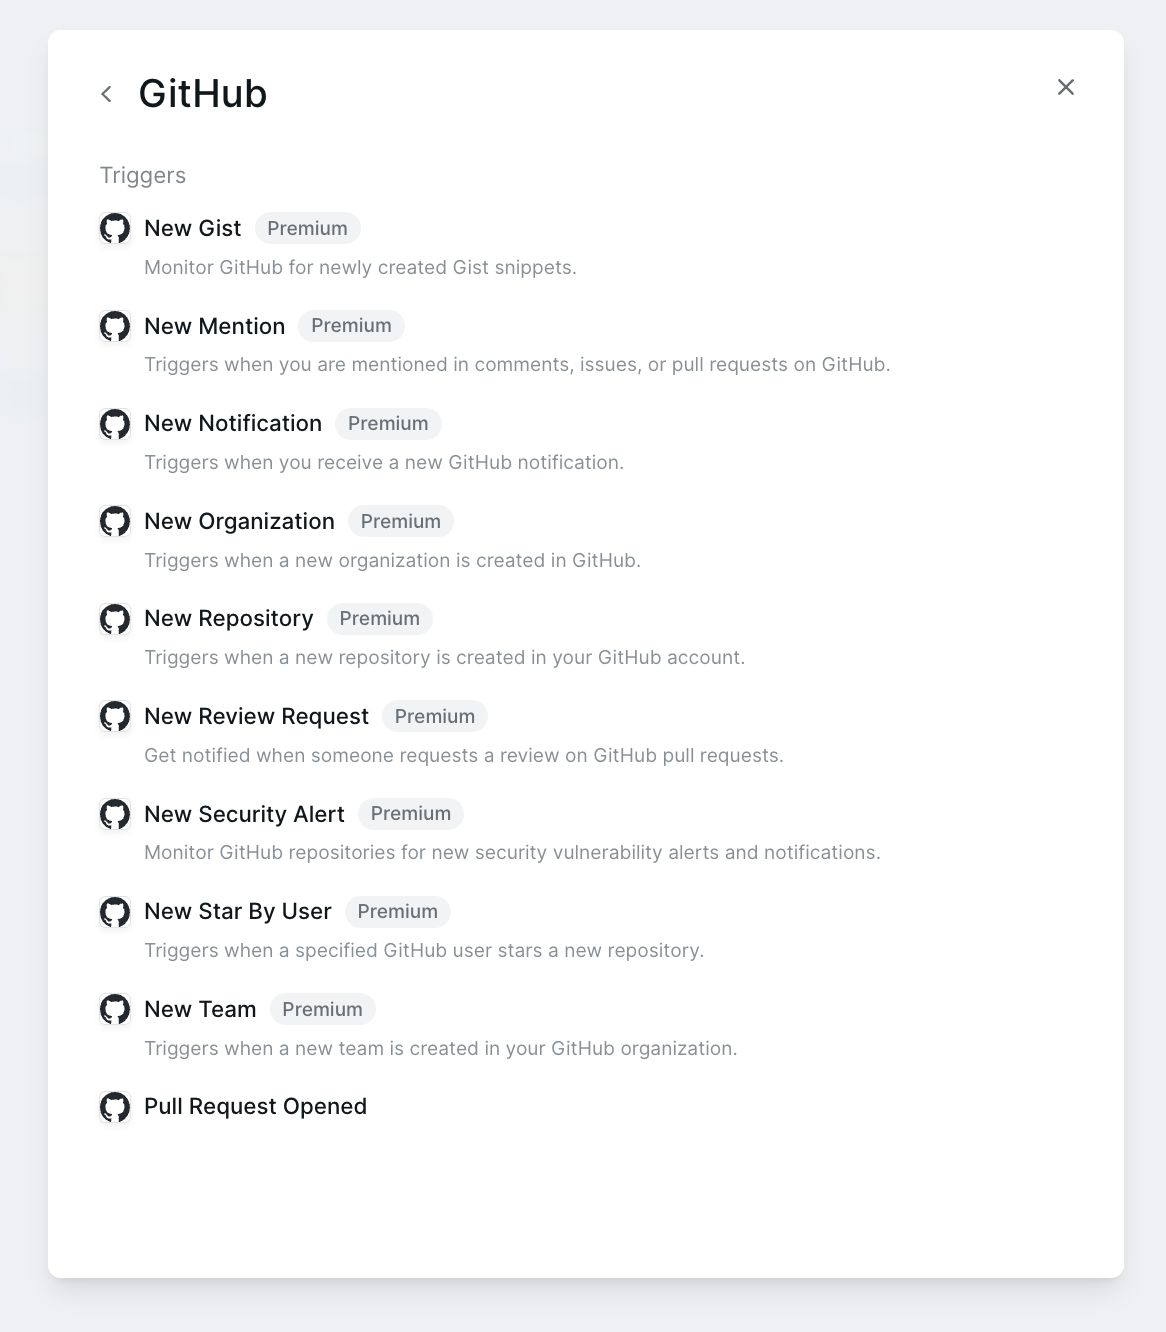 GitHub
Triggers
New Gist Premium
Monitor GitHub for newly created Gist snippets.
New Mention Premium
Triggers when you are mentioned in comments, issues, or pull requests on GitHub.
New Notification Premium
Triggers when you receive a new GitHub notification.
New Organization Premium
Triggers when a new organization is created in GitHub.
New Repository Premium
Triggers when a new repository is created in your GitHub account.
New Review Request Premium
Get notified when someone requests a review on GitHub pull requests.
New Security Alert Premium
Monitor GitHub repositories for new security vulnerability alerts and notifications.
New Star By User Premium
Triggers when a specified GitHub user stars a new repository.
New Team Premium
Triggers when a new team is created in your GitHub organization.
Pull Request Opened